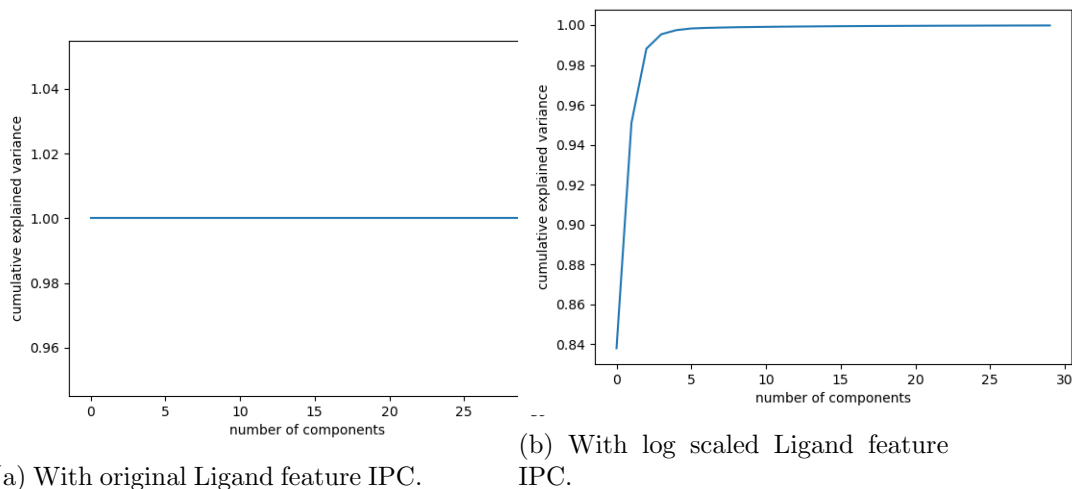 1.04
1.02
1.00
0.98
0.96
cumulative explained variance
0 5 10 15 20 25
number of components
1.00
0.98
0.96
0.94
0.92
0.90
0.88
0.86
0.84
cumulative explained variance
0 5 10 15 20 25 30
number of components
a) With original Ligand feature IPC.
(b) With log scaled Ligand feature
IPC.